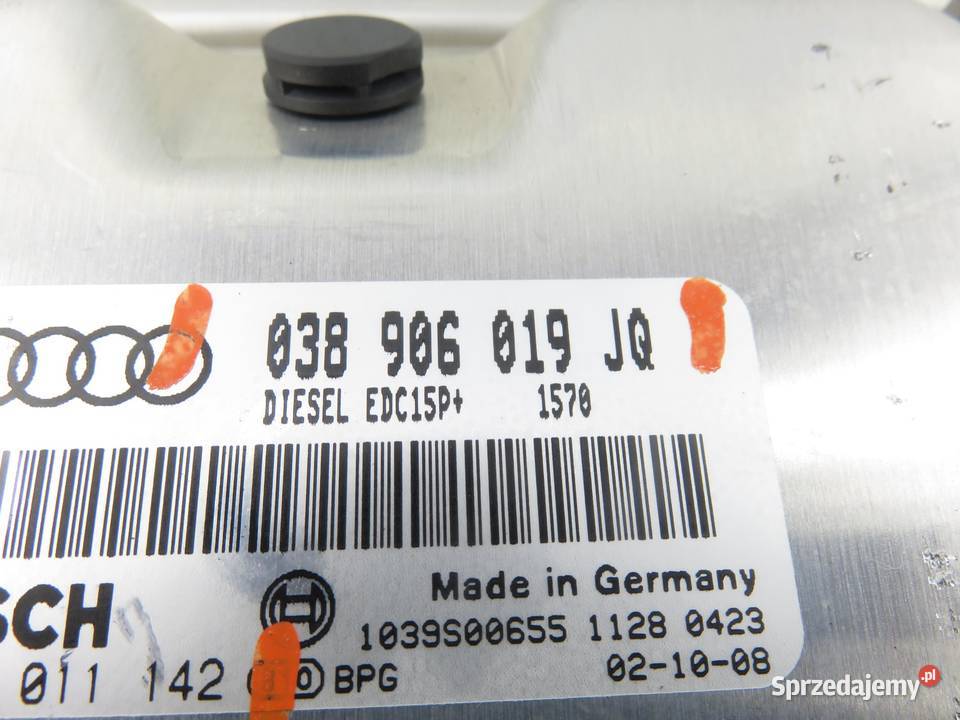 038 906 019 JQ
DIESEL EDC15P+ 1570
SCH
Made in Germany
1039S00655 1128 0423
011 142 BPG
02-10-08
Sprzedajemy.pl